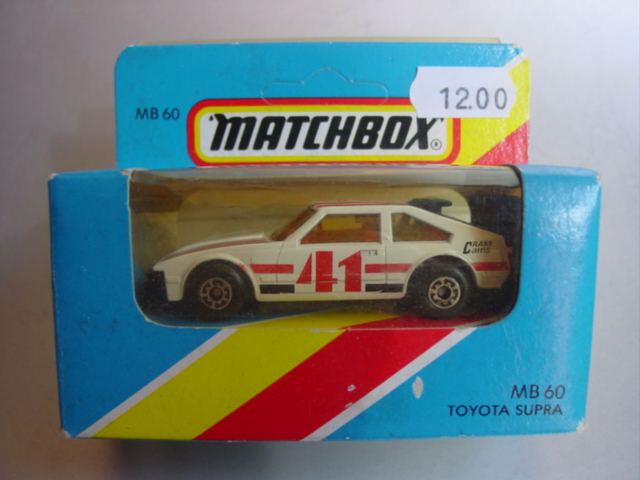 12.00
MB 60
MATCHBOX®
CRANE
Cams
41
MB 60
TOYOTA SUPRA